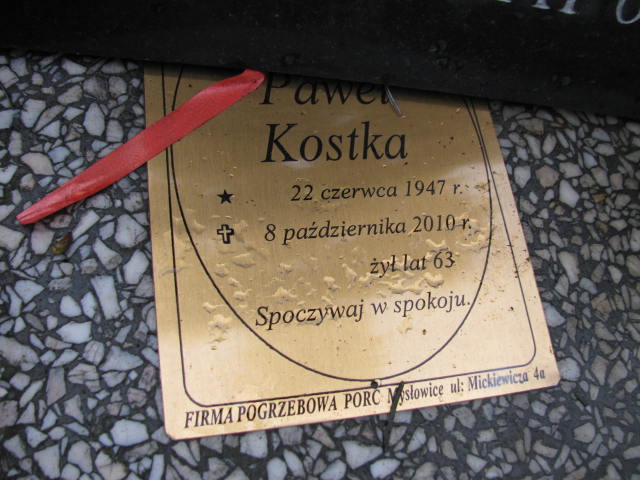 Paweł
Kostka
22 czerwca 1947 r.
8 października 2010 r.
żył lat 63
Spoczywaj w spokoju.
FIRMA POGRZEBOWA PORĆ Mysłowice ul: Mickiewicza 4a